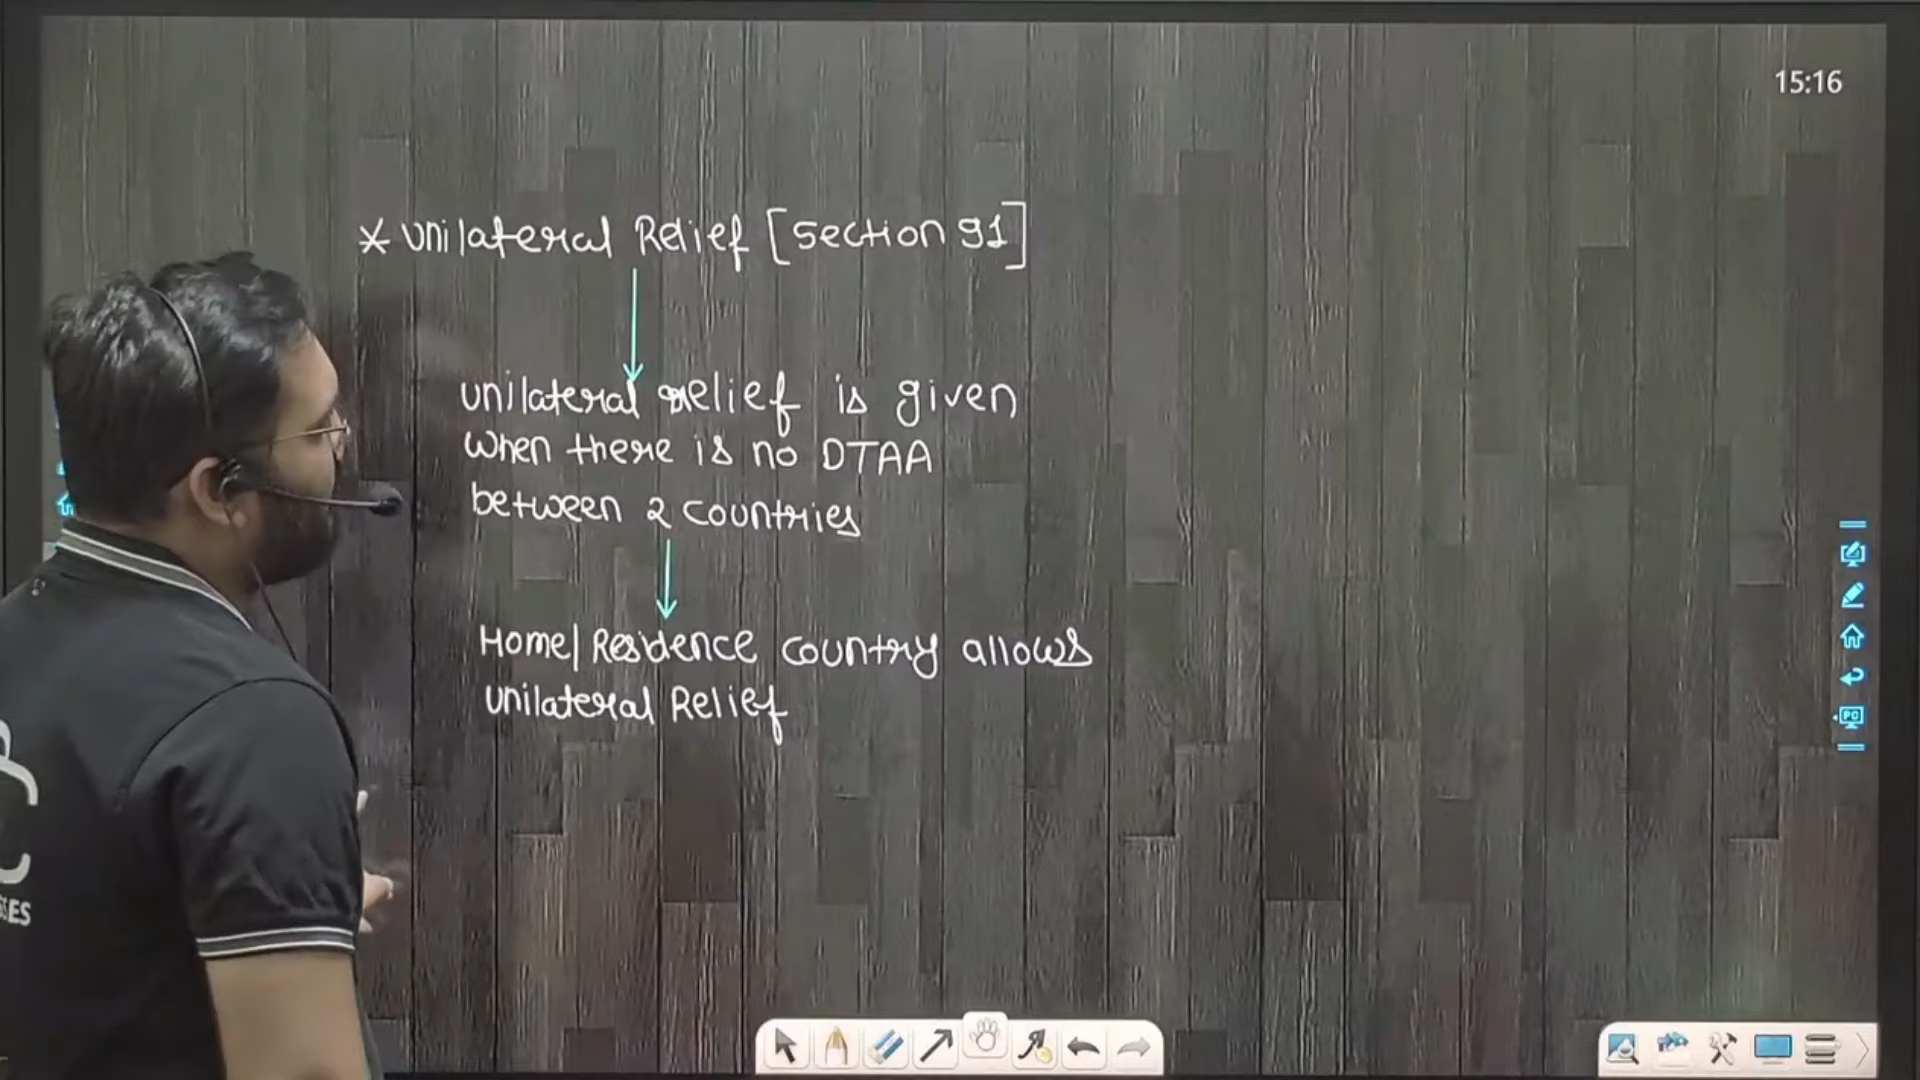 15:16
* Unilateral Relief [Section 91]
unilateral relief is given
when there is no DTAA
between 2 countries
Home/Residence country allows
unilateral Relief
PC